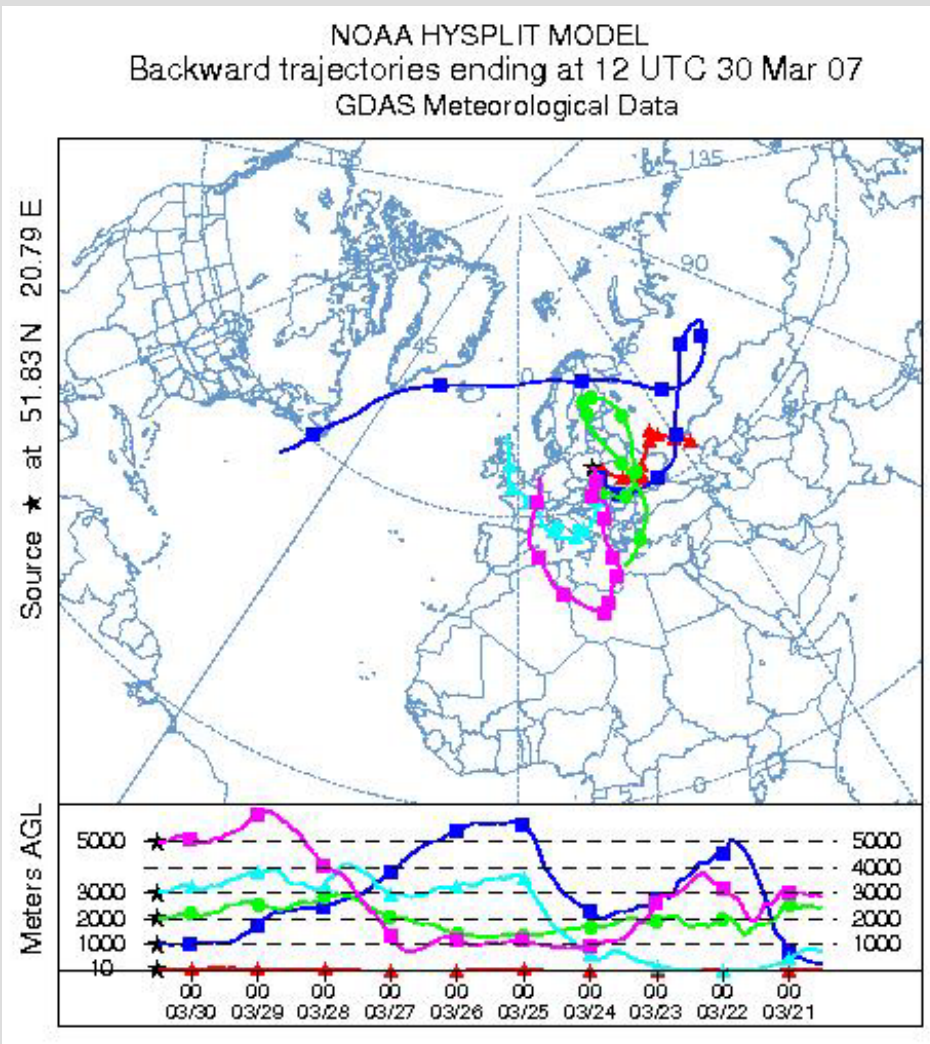 NOAA HYSPLIT MODEL
Backward trajectories ending at 12 UTC 30 Mar 07
GDAS Meteorological Data
Source ★ at 51.83 N 20.79 E
135
135
90
45
0
0
Meters AGL
5000
5000
4000
3000
3000
2000
2000
1000
1000
10
00 00 00 00 00 00 00 00 00 00
03/30 03/29 03/28 03/27 03/26 03/25 03/24 03/23 03/22 03/21